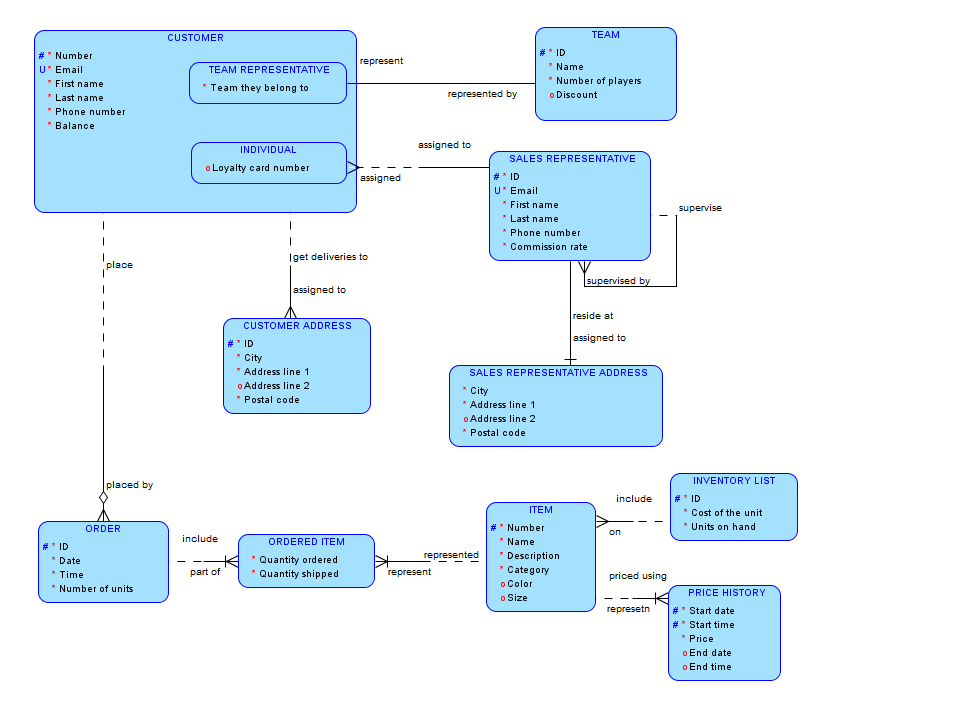 CUSTOMER
# * Number
U * Email
* First name
* Last name
* Phone number
* Balance
TEAM REPRESENTATIVE
* Team they belong to
INDIVIDUAL
o Loyalty card number
represent
represented by
TEAM
# * ID
* Name
* Number of players
o Discount
assigned to
assigned
SALES REPRESENTATIVE
# * ID
U * Email
* First name
* Last name
* Phone number
* Commission rate
supervise
supervised by
place
get deliveries to
assigned to
reside at
assigned to
CUSTOMER ADDRESS
# * ID
* City
* Address line 1
o Address line 2
* Postal code
SALES REPRESENTATIVE ADDRESS
* City
* Address line 1
o Address line 2
* Postal code
placed by
ORDER
# * ID
* Date
* Time
* Number of units
include
part of
ORDERED ITEM
* Quantity ordered
* Quantity shipped
represented
represent
ITEM
# * Number
* Name
* Description
* Category
o Color
o Size
include
on
INVENTORY LIST
# * ID
* Cost of the unit
* Units on hand
priced using
represetn
PRICE HISTORY
# * Start date
# * Start time
* Price
o End date
o End time